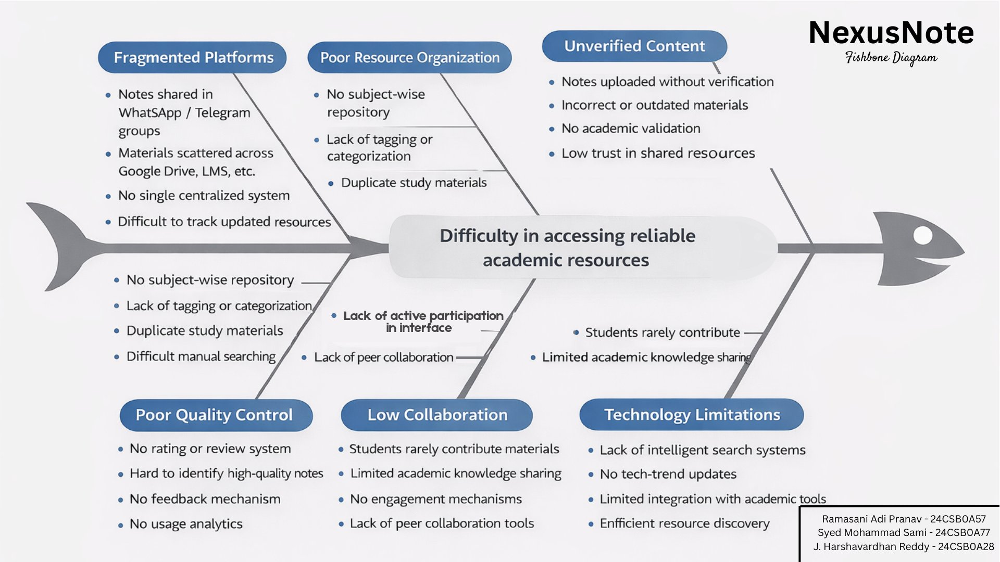 NexusNote
Fishbone Diagram
Fragmented Platforms
Notes shared in
WhatSApp / Telegram
groups
Materials scattered across
Google Drive, LMS, etc.
No single centralized system
Difficult to track updated resources
Poor Resource Organization
No subject-wise
repository
Lack of tagging or
categorization
Duplicate study materials
Unverified Content
Notes uploaded without verification
Incorrect or outdated materials
No academic validation
Low trust in shared resources
Difficulty in accessing reliable
academic resources
No subject-wise repository
Lack of tagging or categorization
Duplicate study materials
Difficult manual searching
Lack of active participation
in interface
Lack of peer collaboration
Students rarely contribute
Limited academic knowledge sharing
Poor Quality Control
No rating or review system
Hard to identify high-quality notes
No feedback mechanism
No usage analytics
Low Collaboration
Students rarely contribute materials
Limited academic knowledge sharing
No engagement mechanisms
Lack of peer collaboration tools
Technology Limitations
Lack of intelligent search systems
No tech-trend updates
Limited integration with academic tools
Enfficient resource discovery
Ramasani Adi Pranav - 24CSB0A57
Syed Mohammad Sami - 24CSB0A77
J. Harshavardhan Reddy - 24CSB0A28